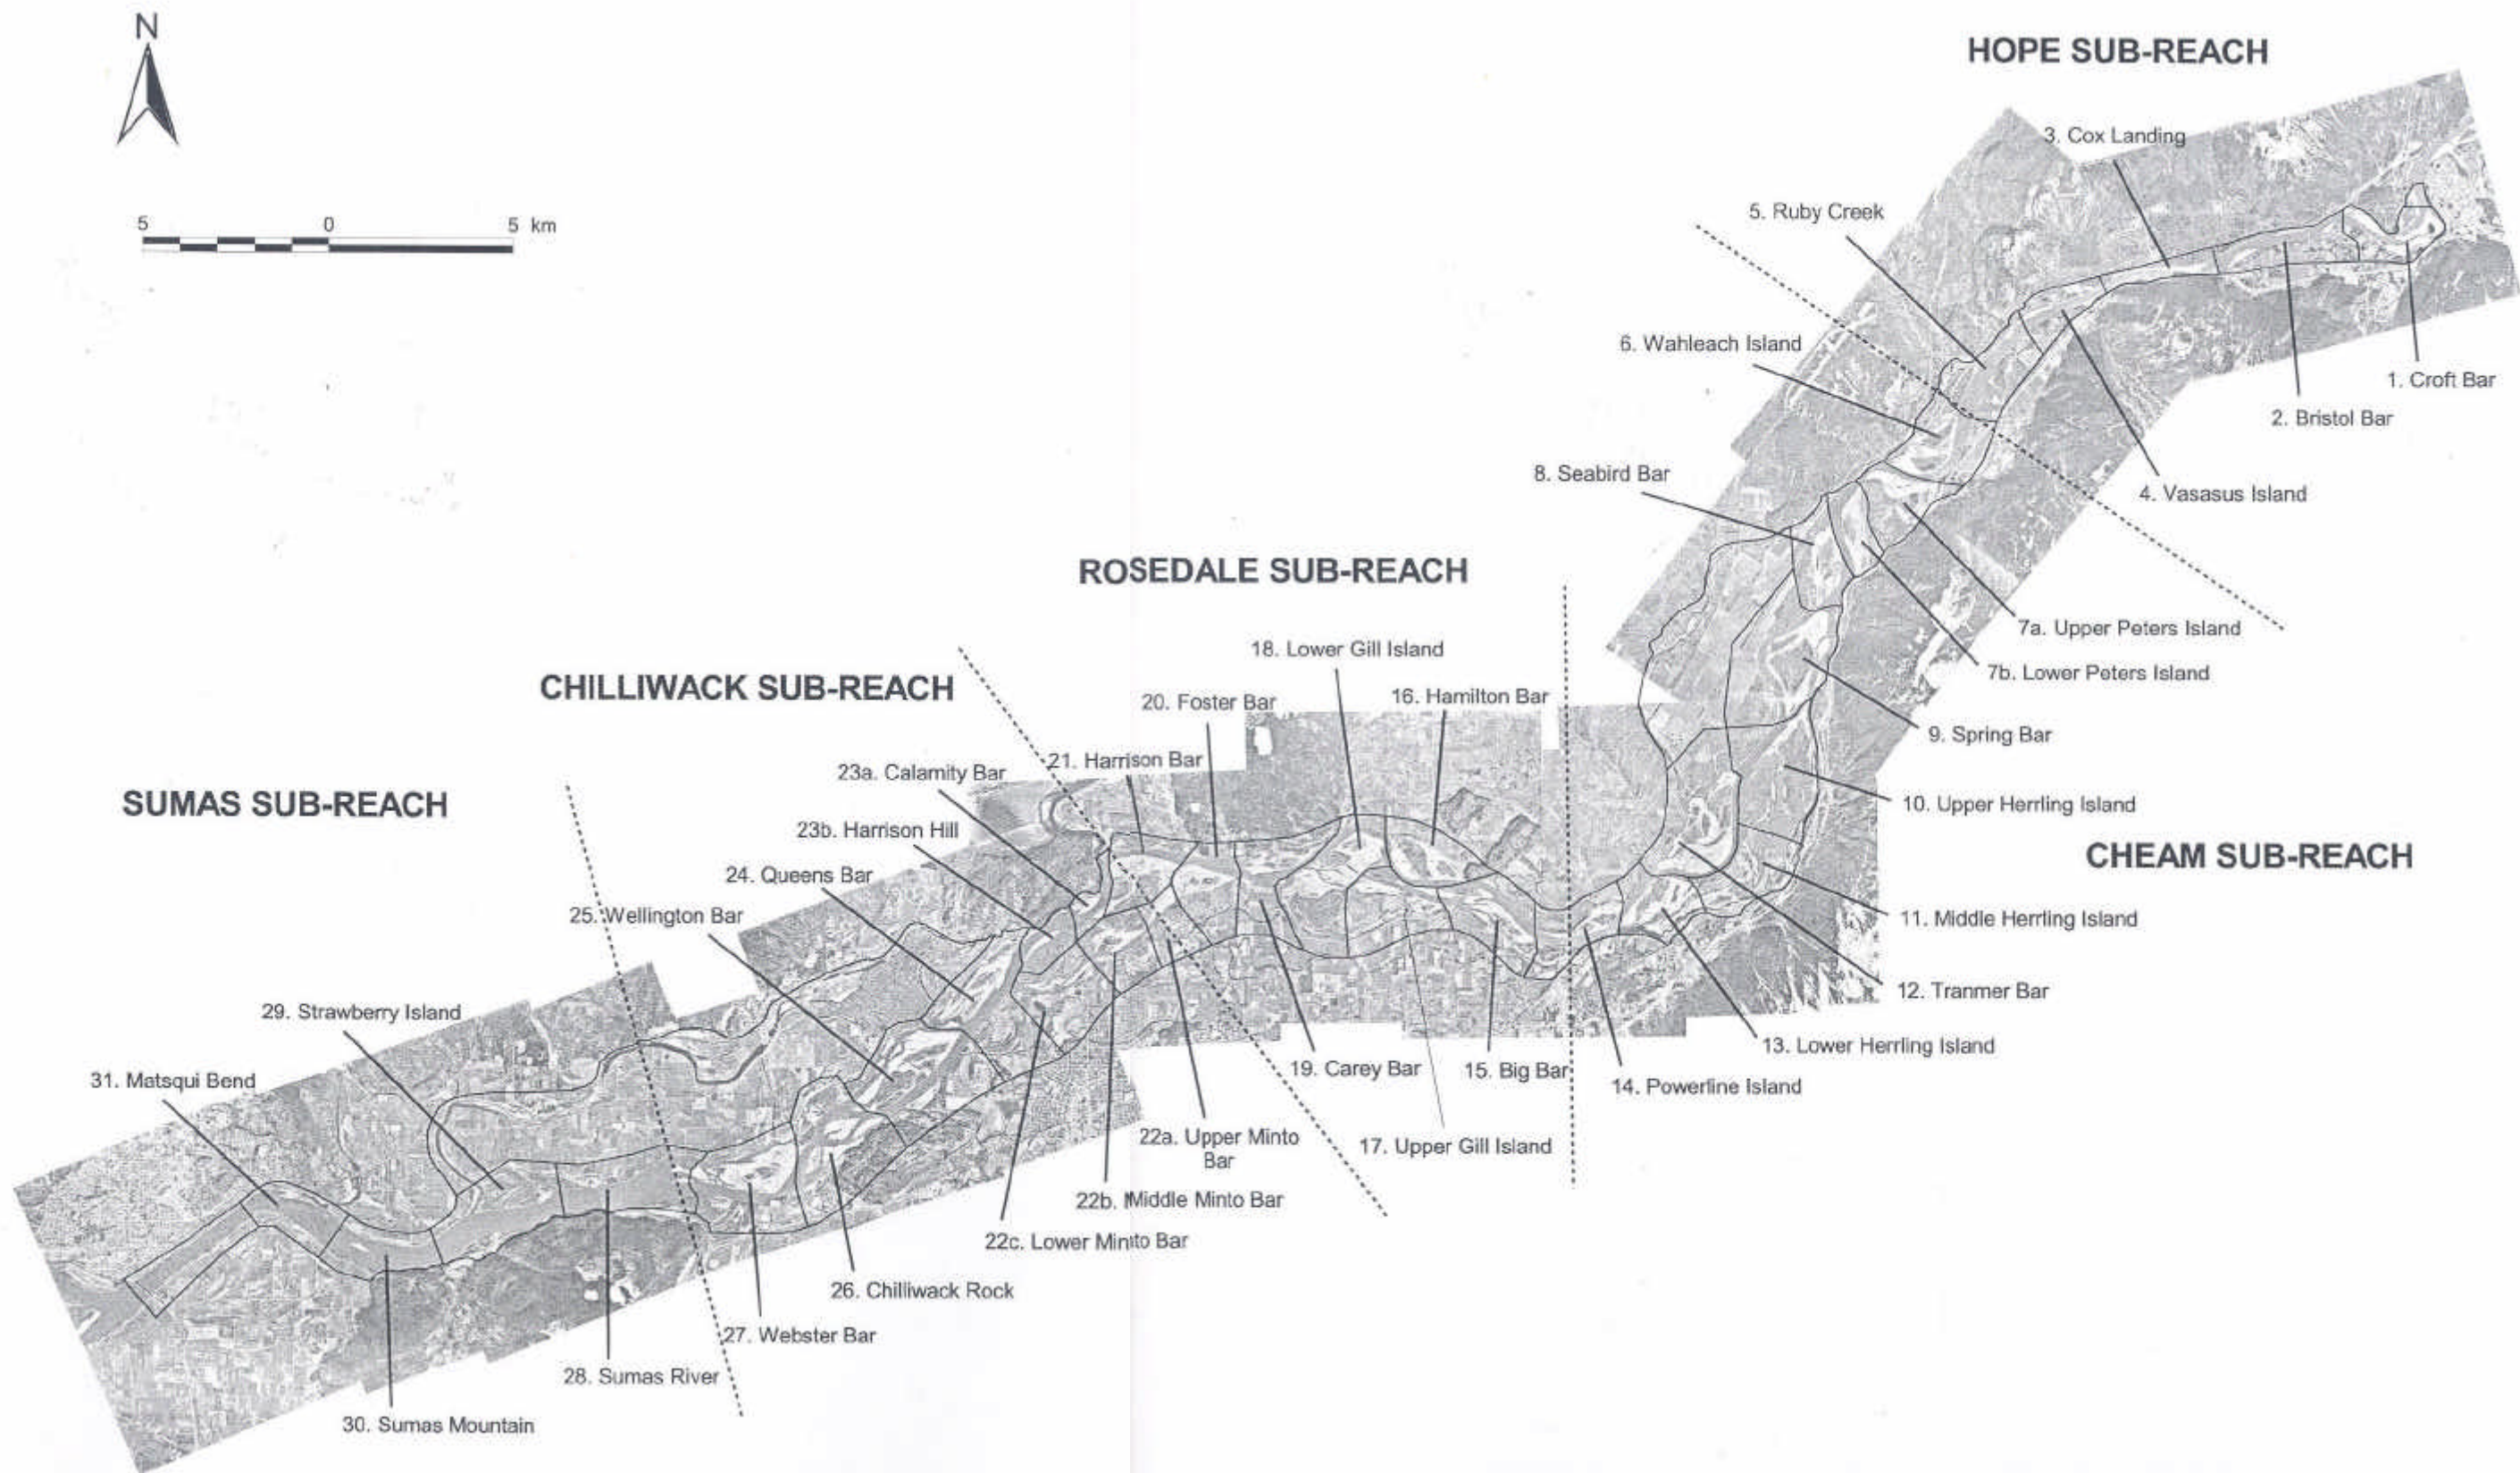 N
HOPE SUB-REACH
3. Cox Landing
5. Ruby Creek
5 0 5 km
6. Wahleach Island
1. Croft Bar
2. Bristol Bar
8. Seabird Bar
4. Vasasus Island
ROSEDALE SUB-REACH
7a. Upper Peters Island
18. Lower Gill Island
7b. Lower Peters Island
CHILLIWACK SUB-REACH
16. Hamilton Bar
20. Foster Bar
9. Spring Bar
21. Harrison Bar
23a. Calamity Bar
SUMAS SUB-REACH
10. Upper Herrling Island
23b. Harrison Hill
CHEAM SUB-REACH
24. Queens Bar
25. Wellington Bar
11. Middle Herrling Island
12. Tranmer Bar
29. Strawberry Island
13. Lower Herrling Island
19. Carey Bar
15. Big Bar
31. Matsqui Bend
14. Powerline Island
22a. Upper Minto
Bar
17. Upper Gill Island
22b. Middle Minto Bar
22c. Lower Minto Bar
26. Chilliwack Rock
27. Webster Bar
28. Sumas River
30. Sumas Mountain